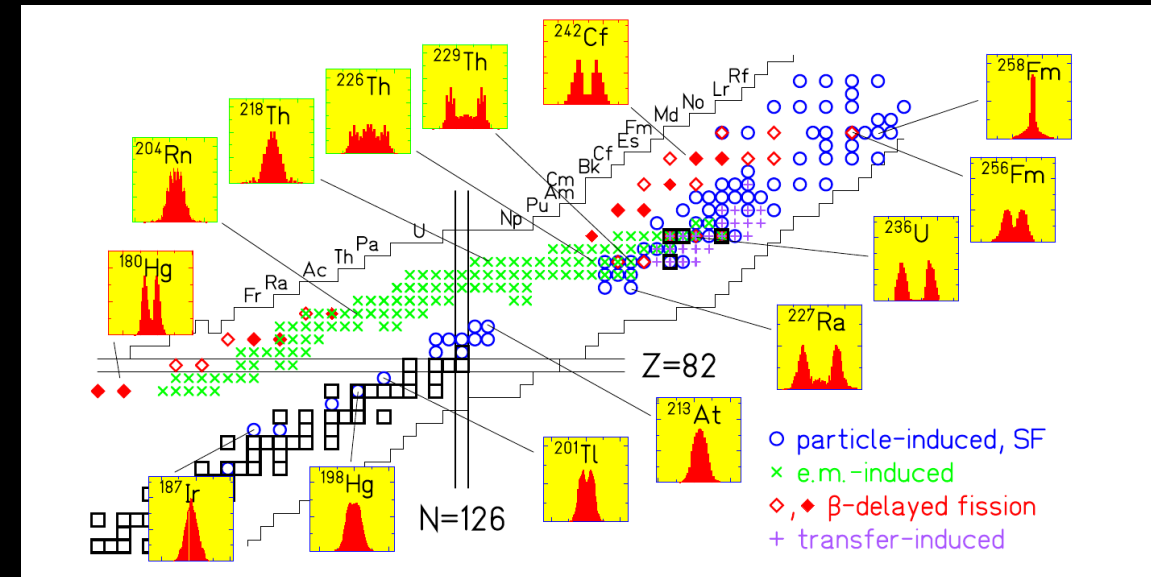 242Cf
258Fm
229Th
226Th
218Th
204Rn
180Hg
256Fm
236U
227Ra
213At
201Tl
198Hg
187Ir
Rf
Lr
No
Md
Fm
Es
Cf
Bk
Cm
Am
Pu
Np
U
Pa
Th
Ac
Ra
Fr
Z=82
N=126
particle-induced, SF
e.m.-induced
, β-delayed fission
transfer-induced